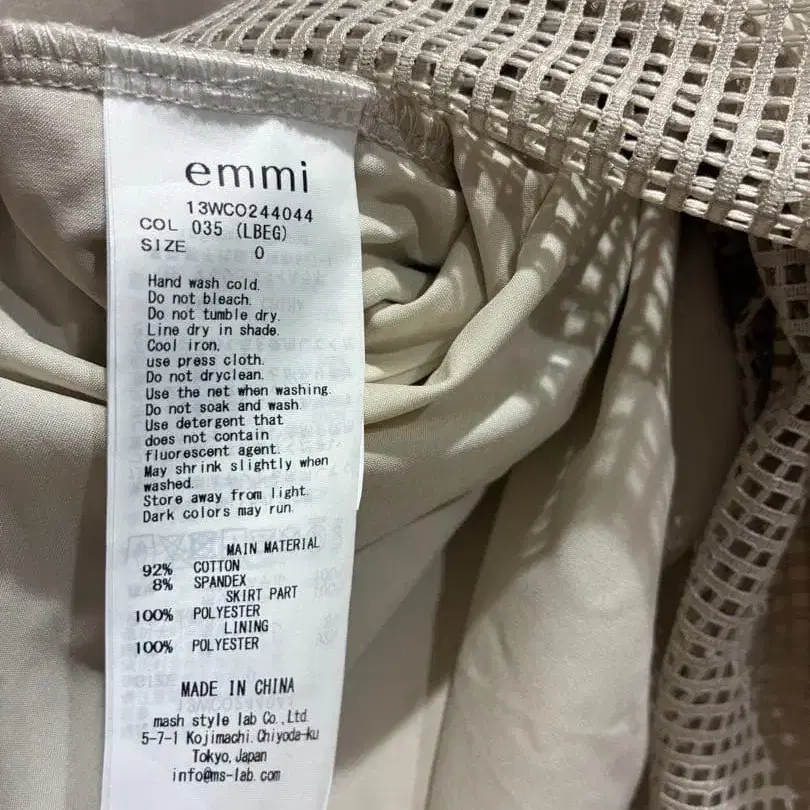 emmi
13WCO244044
COL 035 (LBEG)
SIZE 0
Hand wash cold.
Do not bleach.
Do not tumble dry.
Line dry in shade.
Cool iron.
use press cloth.
Do not dryclean.
Use the net when washing.
Do not soak and wash.
Use detergent that
does not contain
fluorescent agent.
May shrink slightly when
washed.
Store away from light.
Dark colors may run.
MAIN MATERIAL
92% COTTON
8% SPANDEX
SKIRT PART
100% POLYESTER
LINING
100% POLYESTER
MADE IN CHINA
mash style lab Co.,Ltd.
5-7-1 Kojimachi.Chiyoda-ku
Tokyo,Japan
info@ms-lab.com